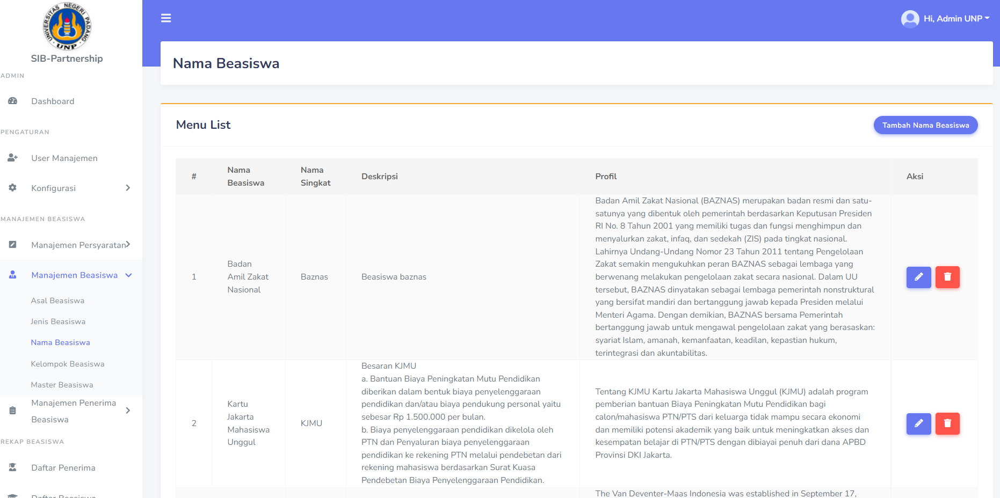 UNIVERSITAS NEGERI PADANG
UNP
SIB-Partnership
ADMIN
Dashboard
PENGATURAN
User Manajemen
Konfigurasi
MANAJEMEN BEASISWA
Manajemen Persyaratan
Manajemen Beasiswa
Asal Beasiswa
Jenis Beasiswa
Nama Beasiswa
Kelompok Beasiswa
Master Beasiswa
Manajemen Penerima
Beasiswa
REKAP BEASISWA
Daftar Penerima
Daftar Beasiswa
Hi, Admin UNP
Nama Beasiswa
Menu List
Tambah Nama Beasiswa
#
Nama
Beasiswa
Nama
Singkat
Deskripsi
Profil
Aksi
1
Badan
Amil Zakat
Nasional
Baznas
Beasiswa baznas
Badan Amil Zakat Nasional (BAZNAS) merupakan badan resmi dan satu-
satunya yang dibentuk oleh pemerintah berdasarkan Keputusan Presiden
RI No. 8 Tahun 2001 yang memiliki tugas dan fungsi menghimpun dan
menyalurkan zakat, infaq, dan sedekah (ZIS) pada tingkat nasional.
Lahirnya Undang-Undang Nomor 23 Tahun 2011 tentang Pengelolaan
Zakat semakin mengukuhkan peran BAZNAS sebagai lembaga yang
berwenang melakukan pengelolaan zakat secara nasional. Dalam UU
tersebut, BAZNAS dinyatakan sebagai lembaga pemerintah nonstruktural
yang bersifat mandiri dan bertanggung jawab kepada Presiden melalui
Menteri Agama. Dengan demikian, BAZNAS bersama Pemerintah
bertanggung jawab untuk mengawal pengelolaan zakat yang berasaskan:
syariat Islam, amanah, kemanfaatan, keadilan, kepastian hukum,
terintegrasi dan akuntabilitas.
2
Kartu
Jakarta
Mahasiswa
Unggul
KJMU
Besaran KJMU
a. Bantuan Biaya Peningkatan Mutu Pendidikan
diberikan dalam bentuk biaya penyelenggaraan
pendidikan dan/atau biaya pendukung personal yaitu
sebesar Rp 1.500.000 per bulan.
b. Biaya penyelenggaraan pendidikan dikelola oleh
PTN dan Penyaluran biaya penyelenggaraan
pendidikan ke rekening PTN melalui pendebetan dari
rekening mahasiswa berdasarkan Surat Kuasa
Pendebetan Biaya Penyelenggaraan Pendidikan.
Tentang KJMU Kartu Jakarta Mahasiswa Unggul (KJMU) adalah program
pemberian bantuan Biaya Peningkatan Mutu Pendidikan bagi
calon/mahasiswa PTN/PTS dari keluarga tidak mampu secara ekonomi
dan memiliki potensi akademik yang baik untuk meningkatkan akses dan
kesempatan belajar di PTN/PTS dengan dibiayai penuh dari dana APBD
Provinsi DKI Jakarta.
The Van Deventer-Maas Indonesia was established in September 17,